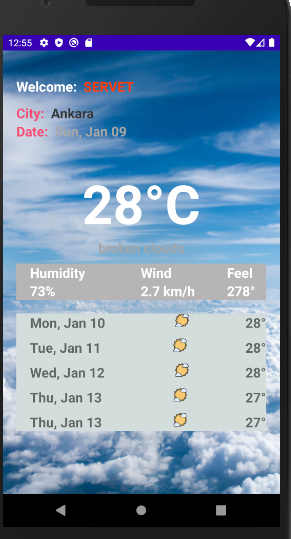 12:55
Welcome: SERVET
City: Ankara
Date: Sun, Jan 09
28°C
broken clouds
Humidity Wind Feel
73% 2.7 km/h 278°
Mon, Jan 10 28°
Tue, Jan 11 28°
Wed, Jan 12 28°
Thu, Jan 13 27°
Thu, Jan 13 27°